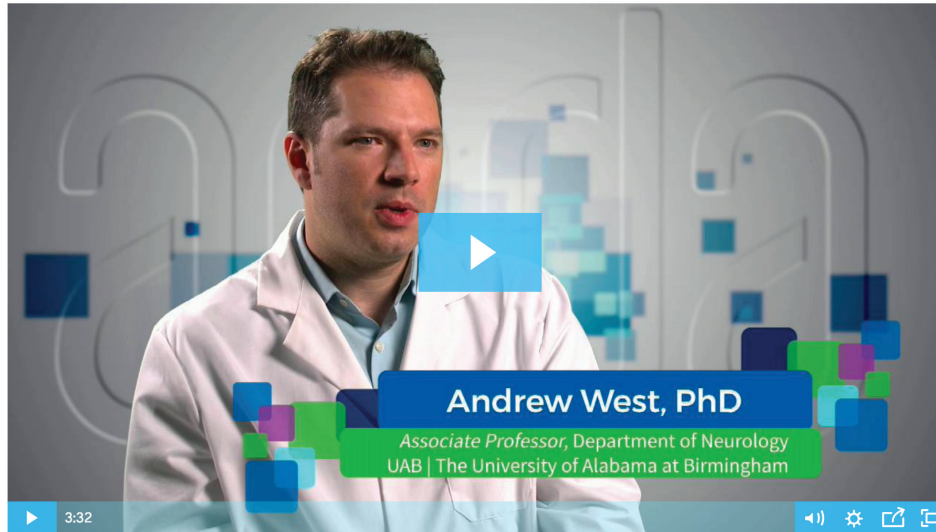 Andrew West, PhD
Associate Professor, Department of Neurology
UAB | The University of Alabama at Birmingham
3:32